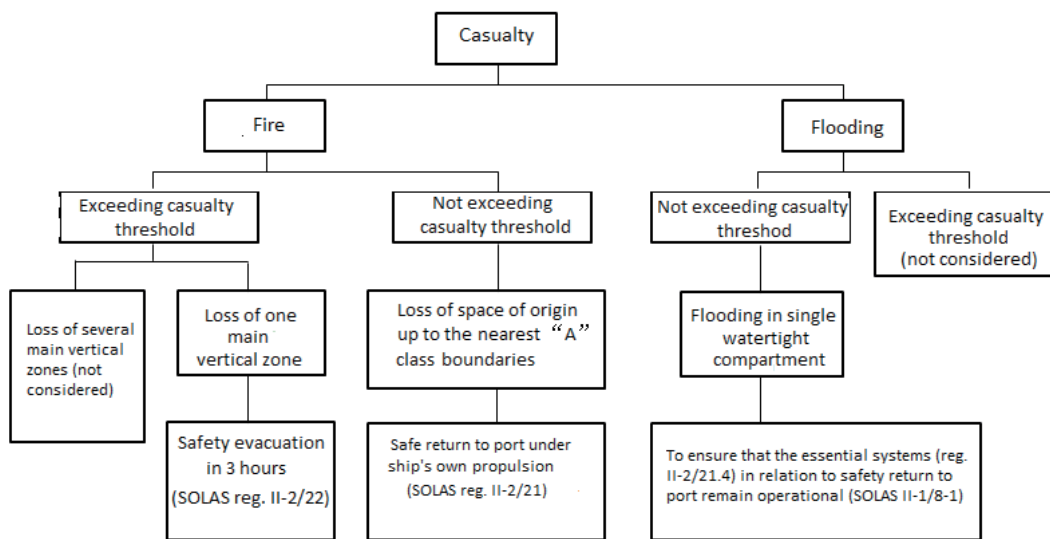 Casualty
Fire
Flooding
Exceeding casualty
threshold
Not exceeding
casualty threshold
Not exceeding casualty
threshod
Exceeding casualty
threshold
(not considered)
Loss of several
main vertical
zones (not
considered)
Loss of one
main
vertical zone
Loss of space of origin
up to the nearest “A”
class boundaries
Flooding in single
watertight
compartment
Safety evacuation
in 3 hours
(SOLAS reg. II-2/22)
Safe return to port under
ship's own propulsion
(SOLAS reg. II-2/21)
To ensure that the essential systems (reg.
II-2/21.4) in relation to safety return to
port remain operational (SOLAS II-1/8-1)